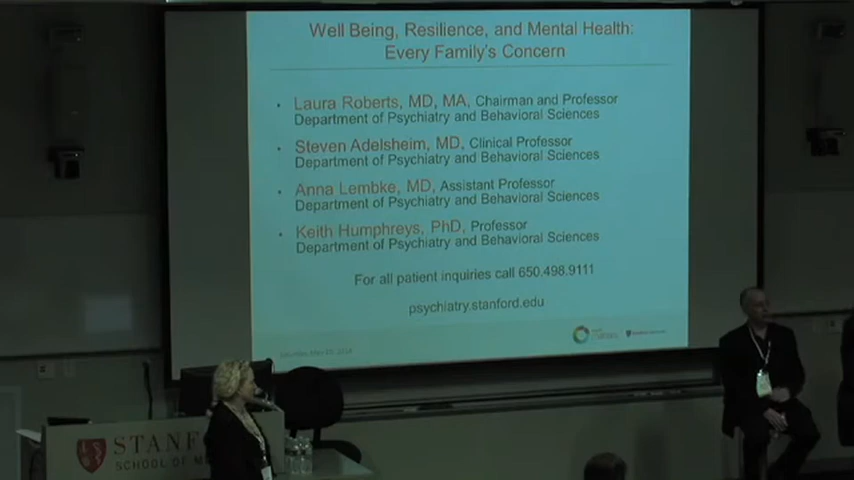 Well Being, Resilience, and Mental Health:
Every Family's Concern
• Laura Roberts, MD, MA, Chairman and Professor
Department of Psychiatry and Behavioral Sciences
• Steven Adelsheim, MD, Clinical Professor
Department of Psychiatry and Behavioral Sciences
• Anna Lembke, MD, Assistant Professor
Department of Psychiatry and Behavioral Sciences
• Keith Humphreys, PhD, Professor
Department of Psychiatry and Behavioral Sciences
For all patient inquiries call 650.498.9111
psychiatry.stanford.edu
STANF
SCHOOL OF M